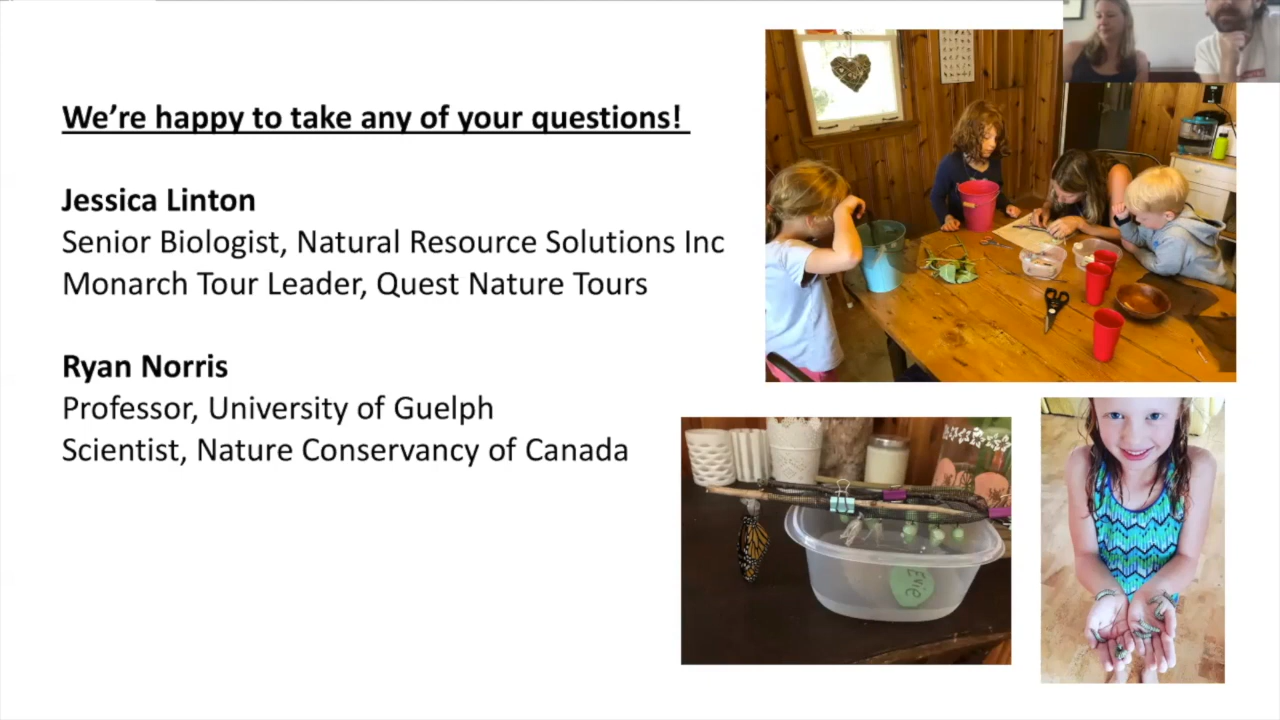 We're happy to take any of your questions!
Jessica Linton
Senior Biologist, Natural Resource Solutions Inc
Monarch Tour Leader, Quest Nature Tours
Ryan Norris
Professor, University of Guelph
Scientist, Nature Conservancy of Canada
Evie